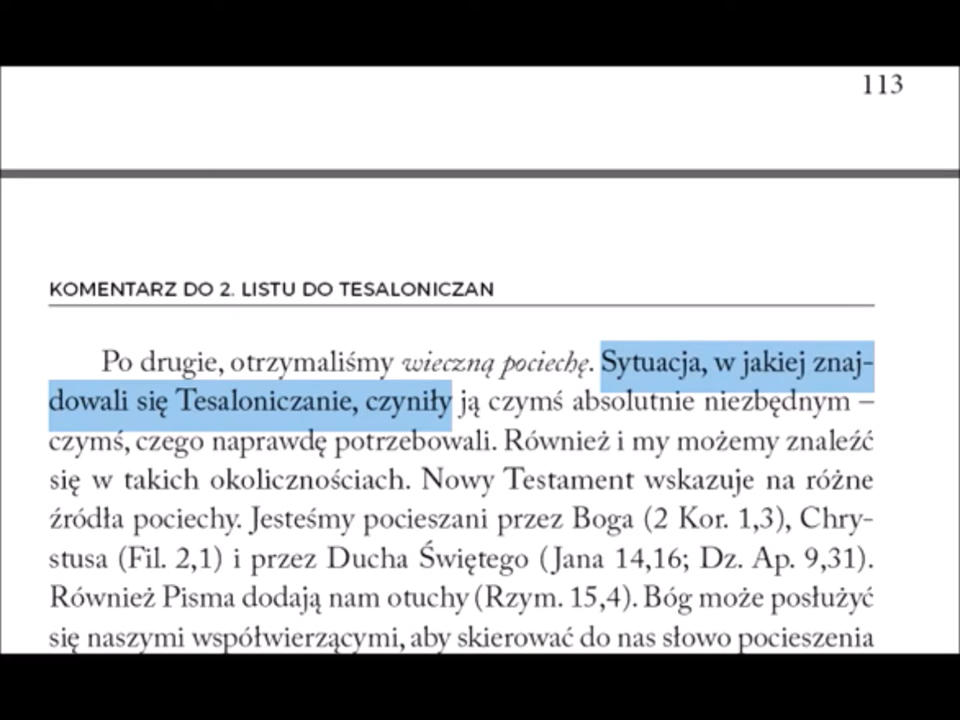 113
KOMENTARZ DO 2. LISTU DO TESALONICZAN
Po drugie, otrzymaliśmy wieczną pociechę. Sytuacja, w jakiej znaj-
dowali się Tesaloniczanie, czyniły ją czymś absolutnie niezbędnym –
czymś, czego naprawdę potrzebowali. Również i my możemy znaleźć
się w takich okolicznościach. Nowy Testament wskazuje na różne
źródła pociechy. Jesteśmy pocieszani przez Boga (2 Kor. 1,3), Chry-
stusa (Fil. 2,1) i przez Ducha Świętego (Jana 14,16; Dz. Ap. 9,31).
Również Pisma dodają nam otuchy (Rzym. 15,4). Bóg może posłużyć
się naszymi współwierzącymi, aby skierować do nas słowo pocieszenia